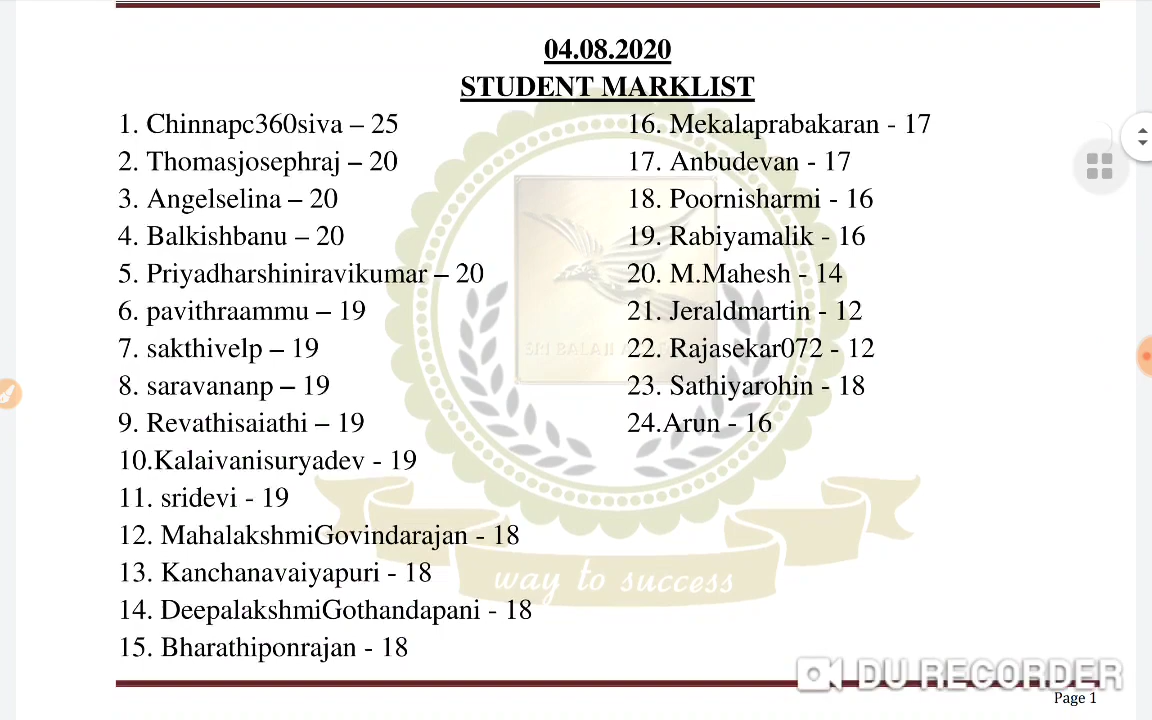 04.08.2020
STUDENT MARKLIST
1. Chinnapc360siva – 25
2. Thomasjosephraj – 20
3. Angelselina – 20
4. Balkishbanu – 20
5. Priyadharshiniravikumar – 20
6. pavithraammu – 19
7. sakthivelp – 19
8. saravananp – 19
9. Revathisaiathi – 19
10.Kalaivanisuryadev - 19
11. sridevi - 19
12. MahalakshmiGovindarajan - 18
13. Kanchanavaiyapuri - 18
14. DeepalakshmiGothandapani - 18
15. Bharathiponrajan - 18
16. Mekalaprabakaran - 17
17. Anbudevan - 17
18. Poornisharmi - 16
19. Rabiyamalik - 16
20. M.Mahesh - 14
21. Jeraldmartin - 12
22. Rajasekar072 - 12
23. Sathiyarohin - 18
24.Arun - 16
SRI BALAJI
way to success
DU RECORDER
Page 1